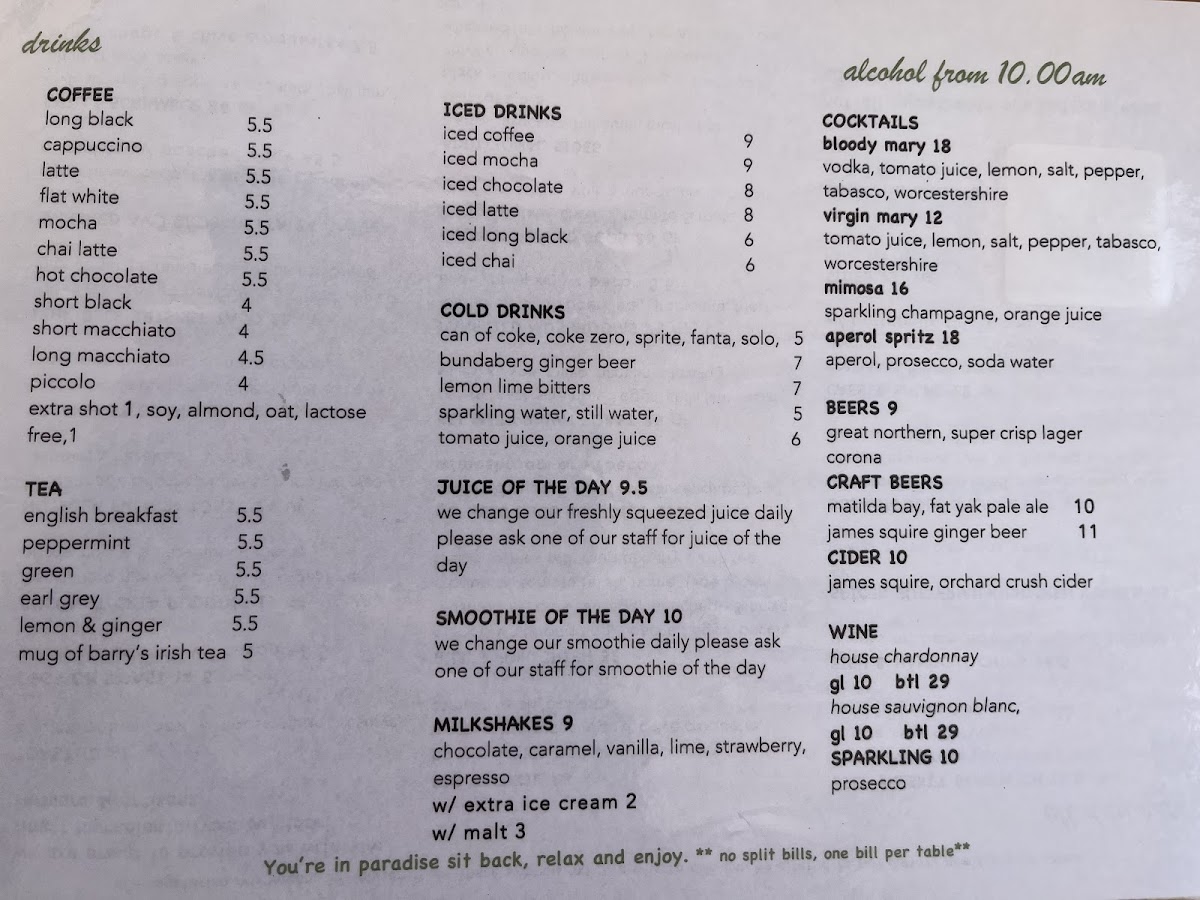 drinks
COFFEE
long black 5.5
cappuccino 5.5
latte 5.5
flat white 5.5
mocha 5.5
chai latte 5.5
hot chocolate 5.5
short black 4
short macchiato 4
long macchiato 4.5
piccolo 4
extra shot 1, soy, almond, oat, lactose
free,1
TEA
english breakfast 5.5
peppermint 5.5
green 5.5
earl grey 5.5
lemon & ginger 5.5
mug of barry's irish tea 5
ICED DRINKS
iced coffee 9
iced mocha 9
iced chocolate 8
iced latte 8
iced long black 6
iced chai 6
COLD DRINKS
can of coke, coke zero, sprite, fanta, solo, 5
bundaberg ginger beer 7
lemon lime bitters 7
sparkling water, still water, 5
tomato juice, orange juice 6
JUICE OF THE DAY 9.5
we change our freshly squeezed juice daily
please ask one of our staff for juice of the
day
SMOOTHIE OF THE DAY 10
we change our smoothie daily please ask
one of our staff for smoothie of the day
MILKSHAKES 9
chocolate, caramel, vanilla, lime, strawberry,
espresso
w/ extra ice cream 2
w/ malt 3
alcohol from 10.00am
COCKTAILS
bloody mary 18
vodka, tomato juice, lemon, salt, pepper,
tabasco, worcestershire
virgin mary 12
tomato juice, lemon, salt, pepper, tabasco,
worcestershire
mimosa 16
sparkling champagne, orange juice
aperol spritz 18
aperol, prosecco, soda water
BEERS 9
great northern, super crisp lager
corona
CRAFT BEERS
matilda bay, fat yak pale ale 10
james squire ginger beer 11
CIDER 10
james squire, orchard crush cider
WINE
house chardonnay
gl 10 btl 29
house sauvignon blanc,
gl 10 btl 29
SPARKLING 10
prosecco
You're in paradise sit back, relax and enjoy. ** no split bills, one bill per table**